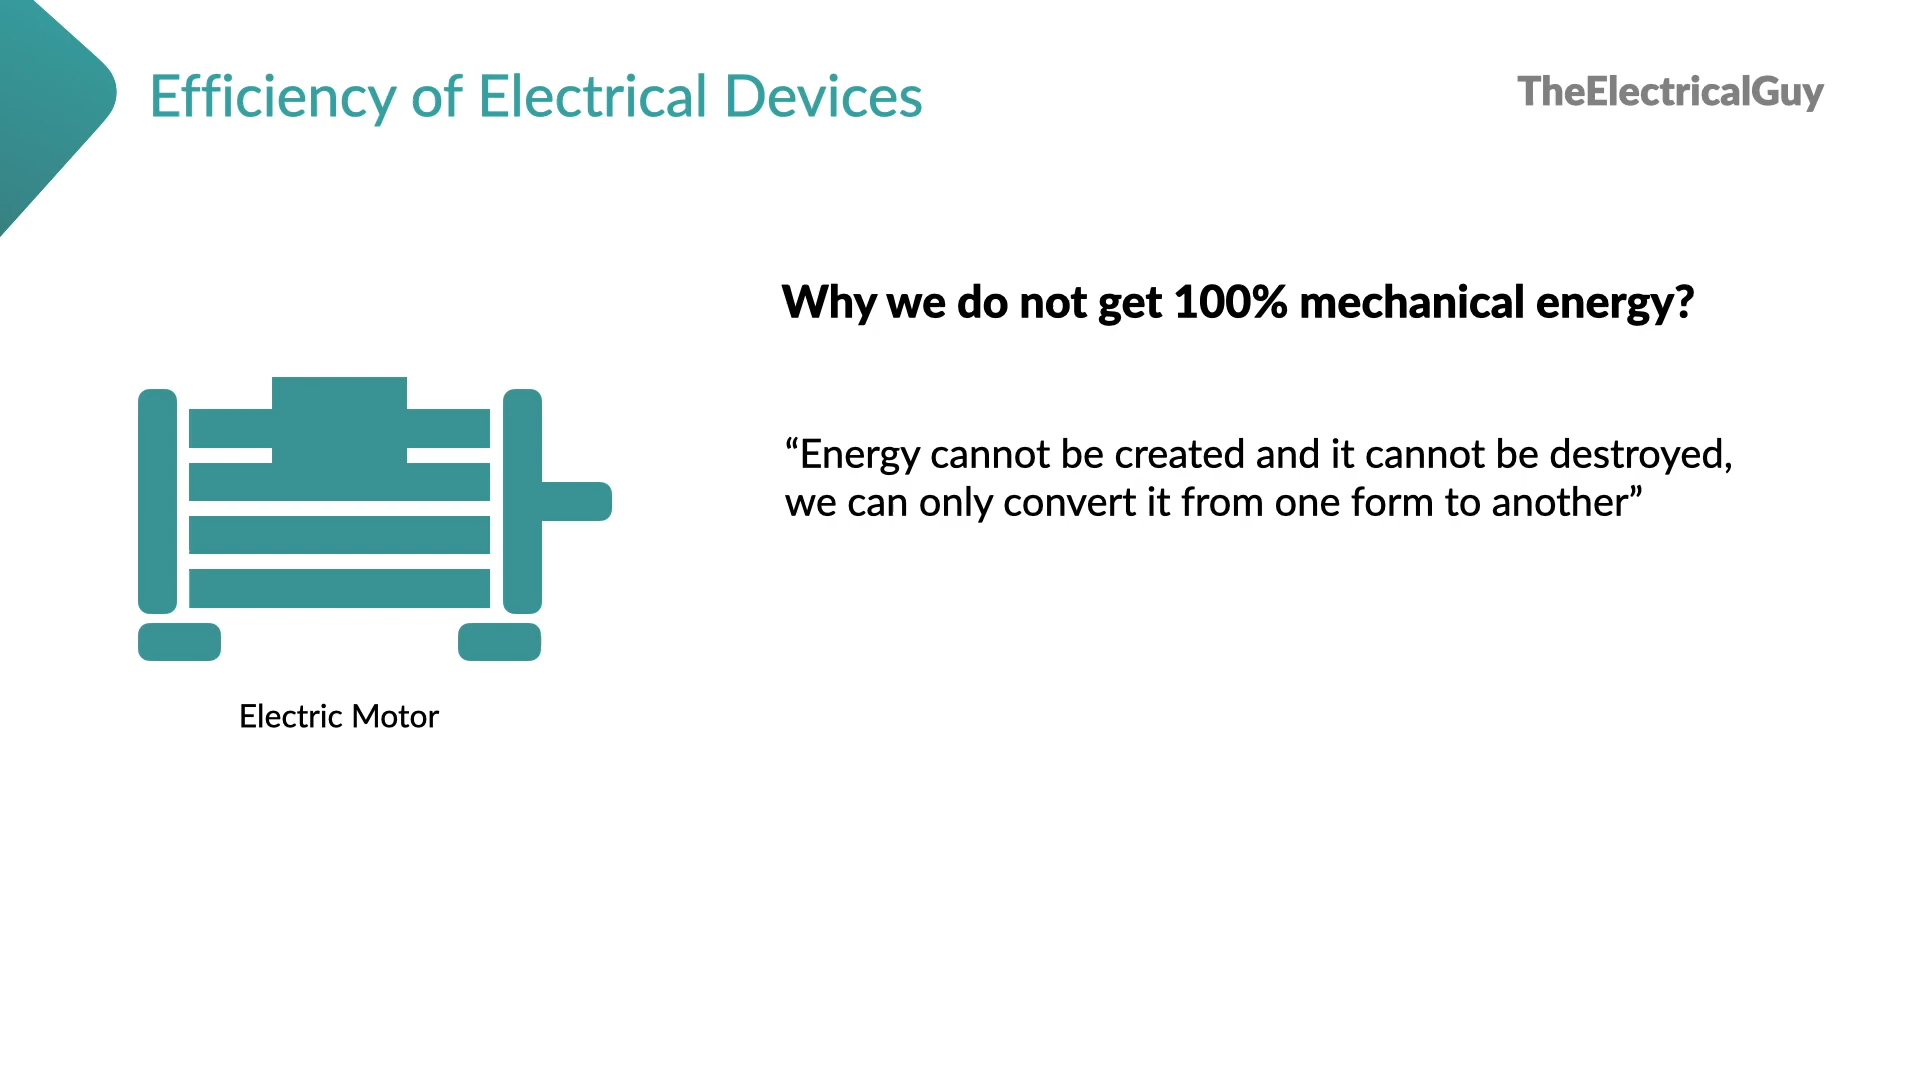 Efficiency of Electrical Devices
TheElectricalGuy
Why we do not get 100% mechanical energy?
“Energy cannot be created and it cannot be destroyed,
we can only convert it from one form to another”
Electric Motor